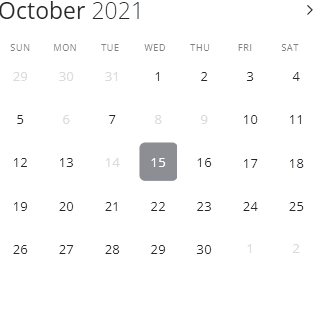 October 2021
SUN MON TUE WED THU FRI SAT
29 30 31 1 2 3 4
5 6 7 8 9 10 11
12 13 14 15 16 17 18
19 20 21 22 23 24 25
26 27 28 29 30 1 2